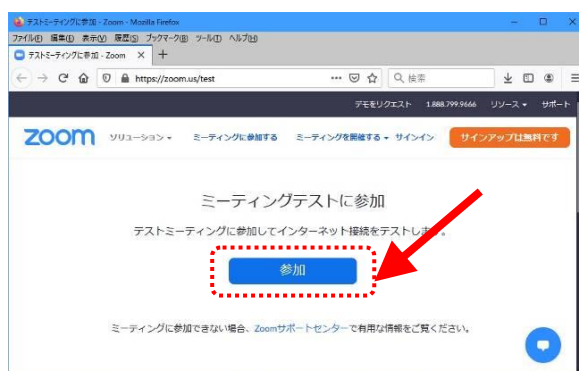 テストミーティングに参加 - Zoom - Mozilla Firefox
ファイル(F) 編集(E) 表示(V) 履歴(S) ブックマーク(B) ツール(T) ヘルプ(H)
テストミーティングに参加 - Zoom × +
https://zoom.us/test ••• 検索
デモをリクエスト 1.888.799.9666 リソース サポート
zoom ソリューション ミーティングに参加する ミーティングを開催する サインイン サインアップは無料です
ミーティングテストに参加
テストミーティングに参加してインターネット接続をテストします。
参加
ミーティングに参加できない場合、Zoomサポートセンターで有用な情報をご覧ください。